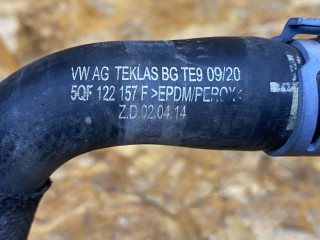 VW AG TEKLAS BG TE9 09/20
5QF 122 157 F >EPDM/PEROX<
Z.D.02.04.14